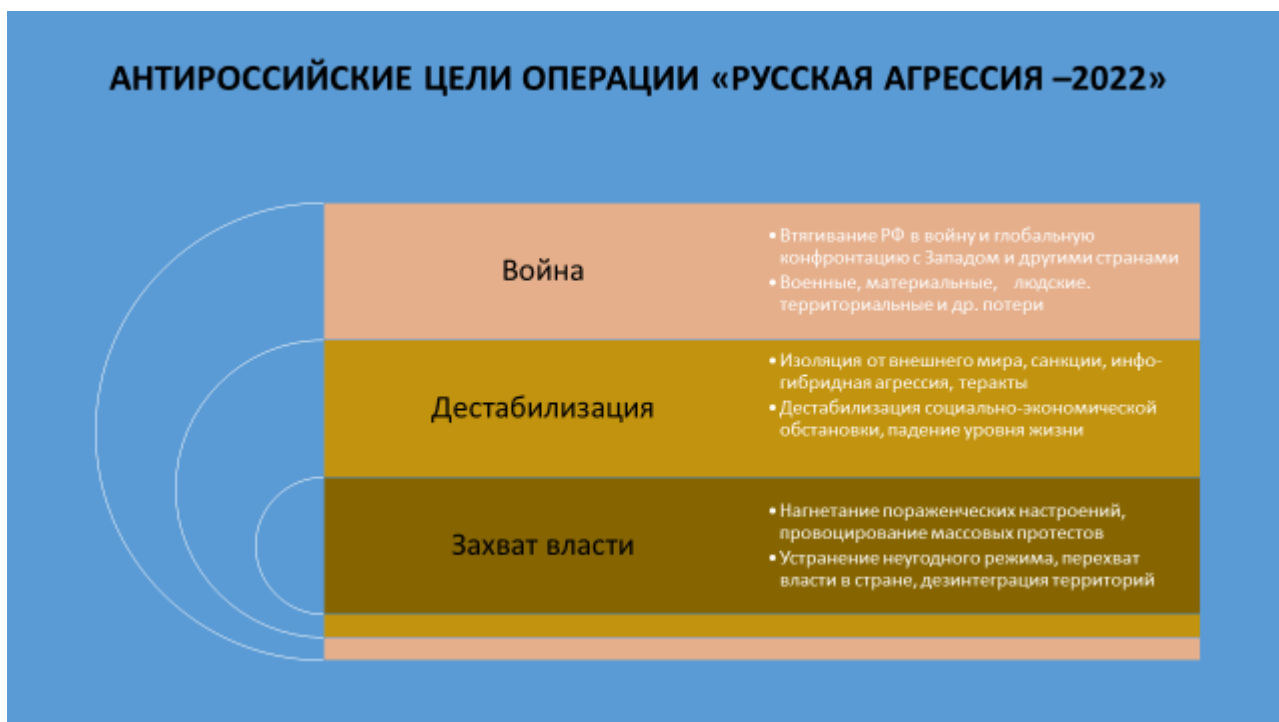 АНТИРОССИЙСКИЕ ЦЕЛИ ОПЕРАЦИИ «РУССКАЯ АГРЕССИЯ –2022»
Война
• Втягивание РФ в войну и глобальную
конфронтацию с Западом и другими странами
• Военные, материальные, людские.
территориальные и др. потери
Дестабилизация
• Изоляция от внешнего мира, санкции, инфо-
гибридная агрессия, теракты
• Дестабилизация социально-экономической
обстановки, падение уровня жизни
Захват власти
• Нагнетание пораженческих настроений,
провоцирование массовых протестов
• Устранение неугодного режима, перехват
власти в стране, дезинтеграция территорий